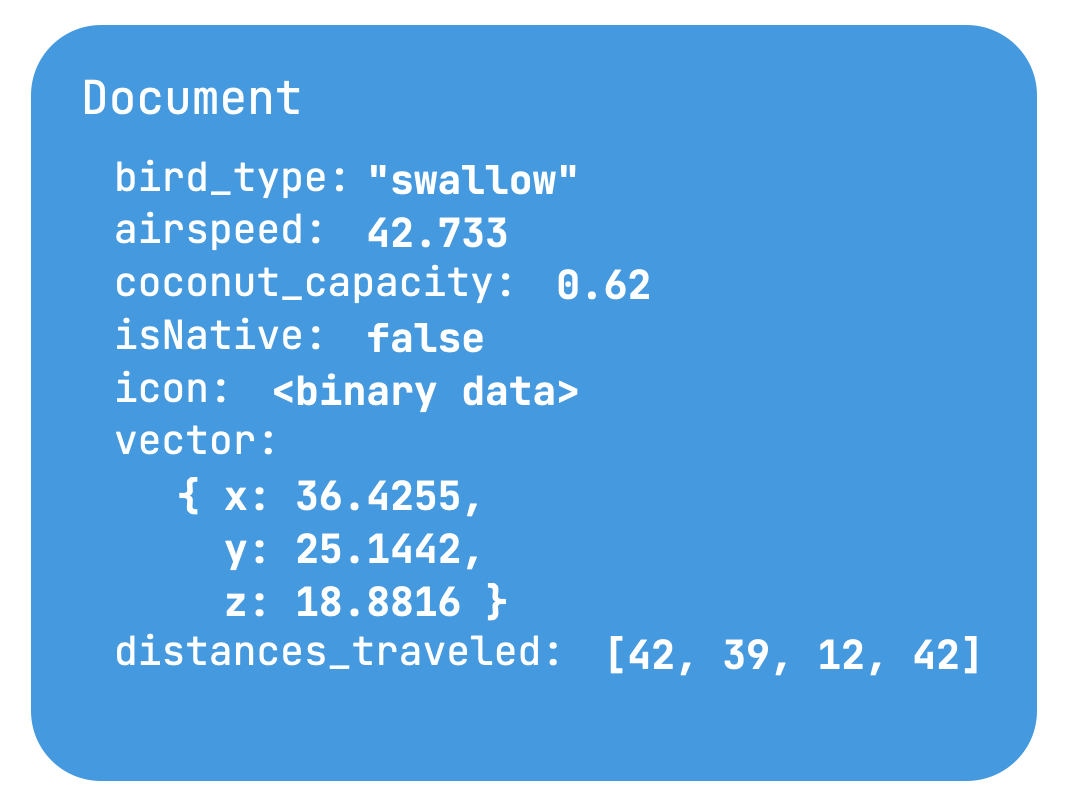 Document
bird_type: "swallow"
airspeed: 42.733
coconut_capacity: 0.62
isNative: false
icon: <binary data>
vector:
{ x: 36.4255,
y: 25.1442,
z: 18.8816 }
distances_traveled: [42, 39, 12, 42]